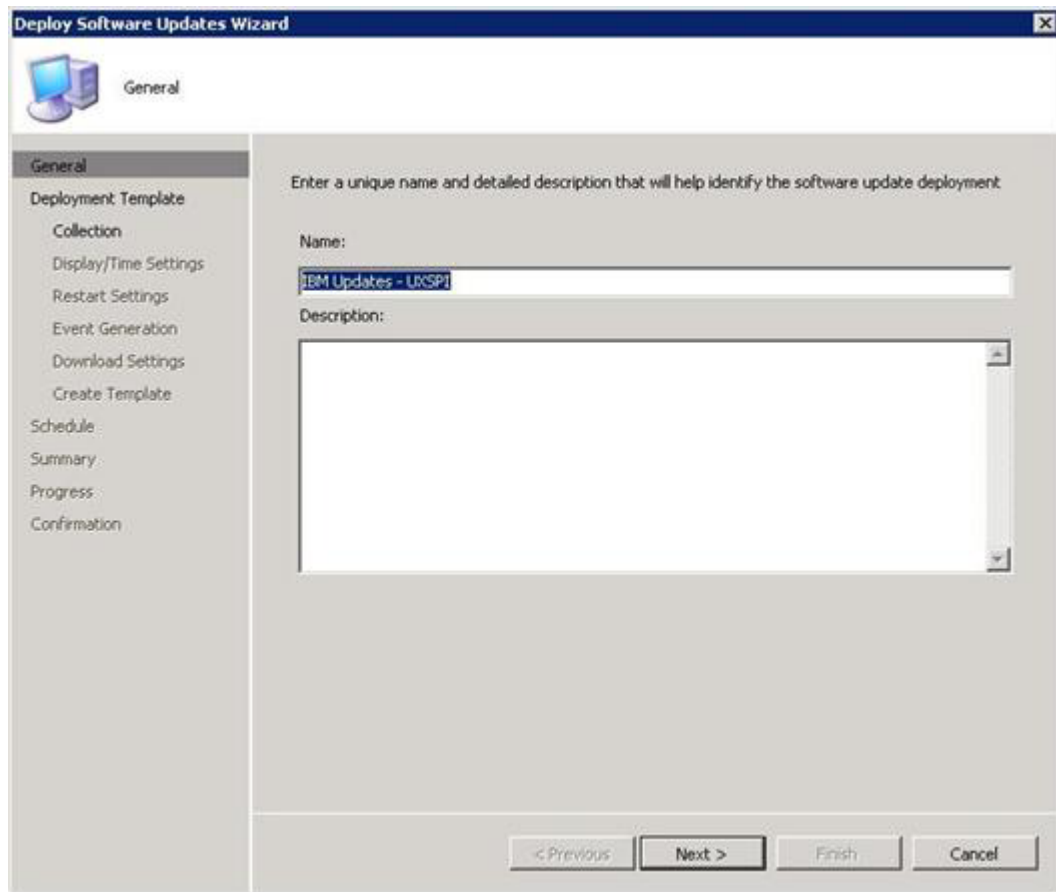 Deploy Software Updates Wizard
General
General
Deployment Template
Collection
Display/Time Settings
Restart Settings
Event Generation
Download Settings
Create Template
Schedule
Summary
Progress
Confirmation
Enter a unique name and detailed description that will help identify the software update deployment
Name:
IBM Updates - UXSPI
Description:
< Previous
Next >
Finish
Cancel